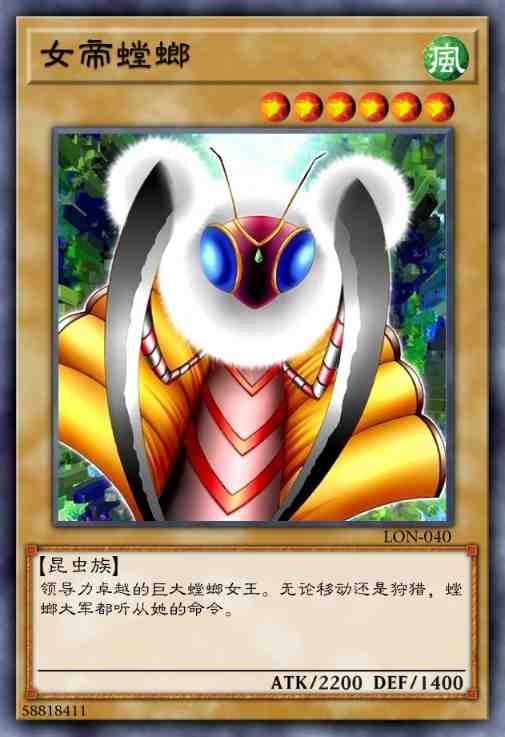 女帝螳螂
瘋
LON-040
【昆虫族】
领导力卓越的巨大螳螂女王。无论移动还是狩猎，螳
螂大军都听从她的命令。
ATK/2200 DEF/1400
58818411